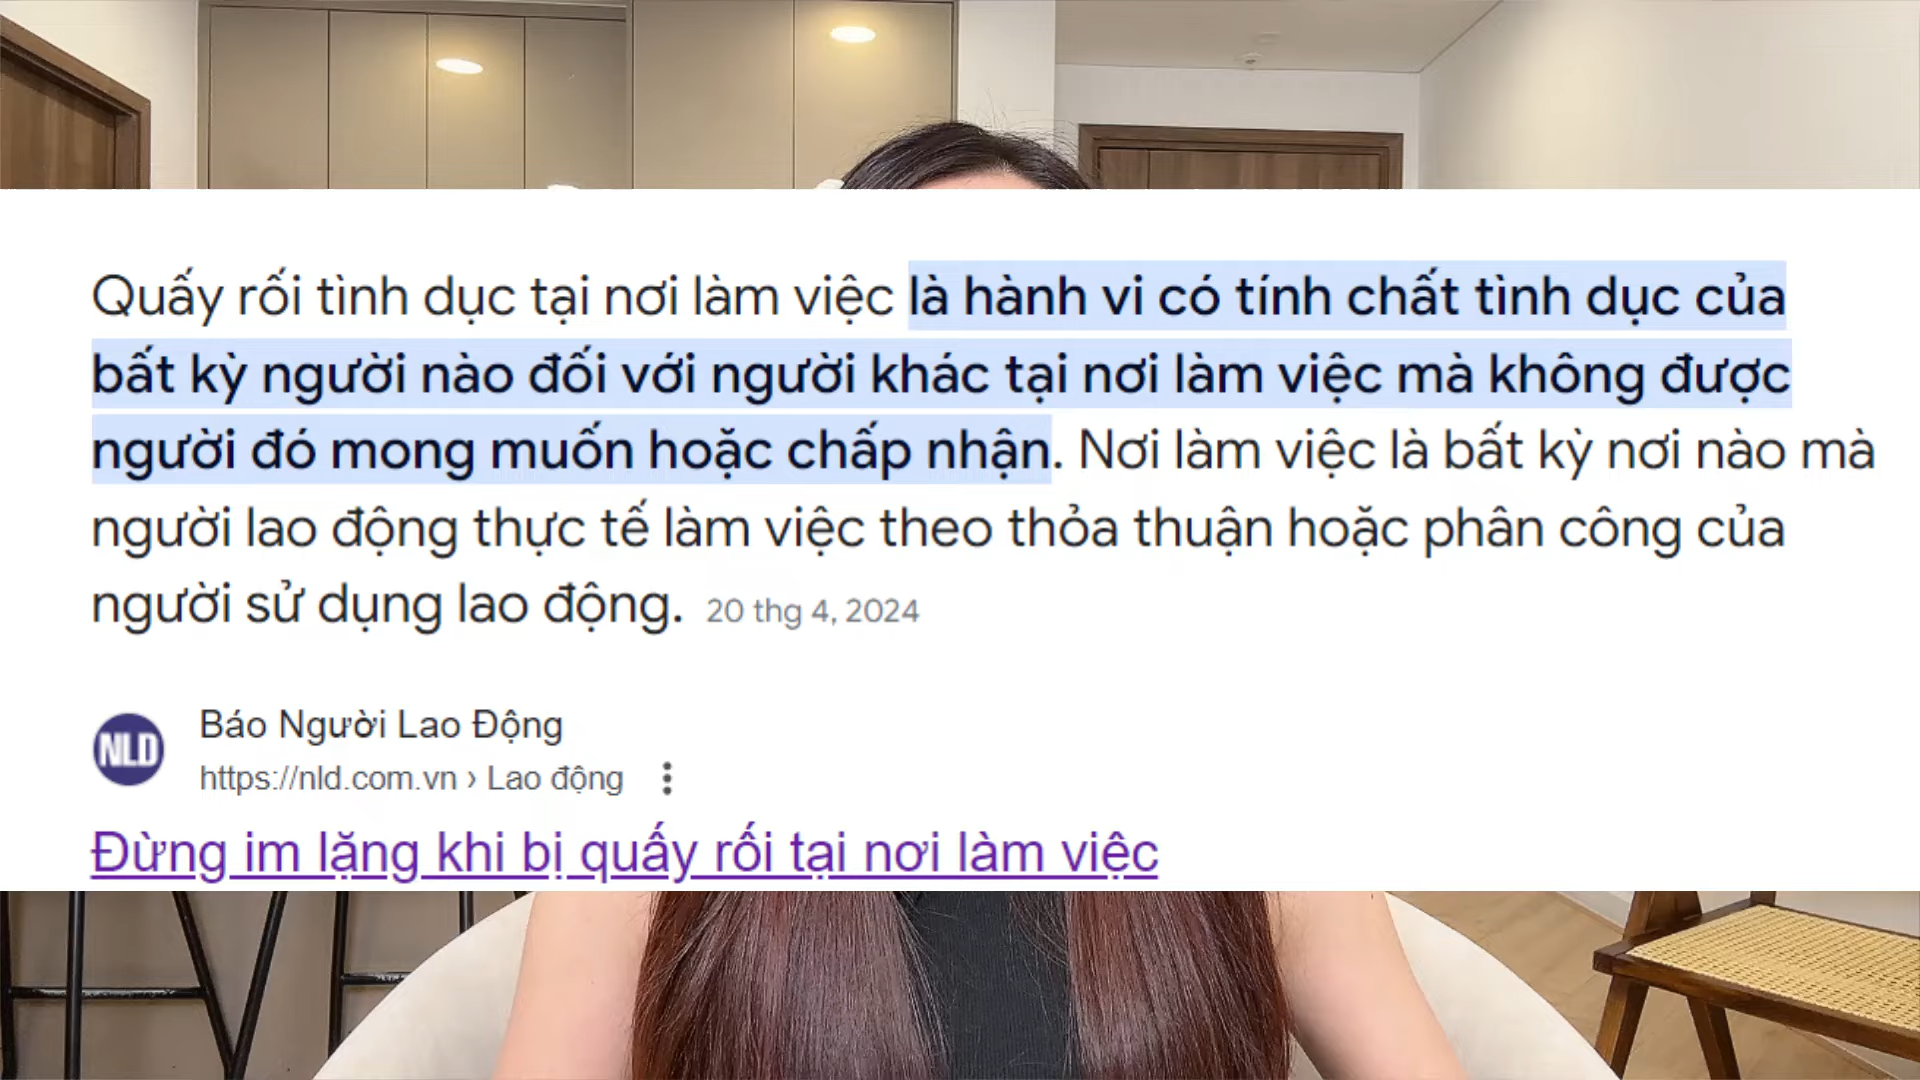 Quấy rối tình dục tại nơi làm việc là hành vi có tính chất tình dục của
bất kỳ người nào đối với người khác tại nơi làm việc mà không được
người đó mong muốn hoặc chấp nhận. Nơi làm việc là bất kỳ nơi nào mà
người lao động thực tế làm việc theo thỏa thuận hoặc phân công của
người sử dụng lao động. 20 thg 4, 2024
NLD
Báo Người Lao Động
https://nld.com.vn › Lao động
Đừng im lặng khi bị quấy rối tại nơi làm việc